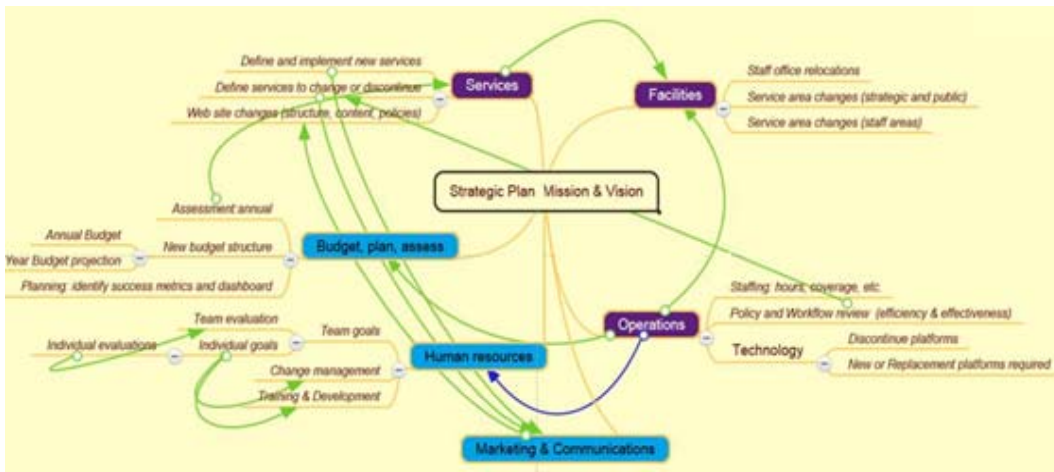 Define and implement new services
Define services to change or discontinue
Web site changes (structure, content, policies)
Services
Facilities
Staff office relocations
Service area changes (strategic and public)
Service area changes (staff areas)
Strategic Plan Mission & Vision
Assessment annual
Annual Budget
New budget structure
Year Budget projection
Planning: identify success metrics and dashboard
Budget, plan, assess
Team evaluation
Team goals
Individual evaluations
Individual goals
Change management
Training & Development
Human resources
Operations
Staffing: hours, coverage, etc.
Policy and Workflow review (efficiency & effectiveness)
Technology
Discontinue platforms
New or Replacement platforms required
Marketing & Communications